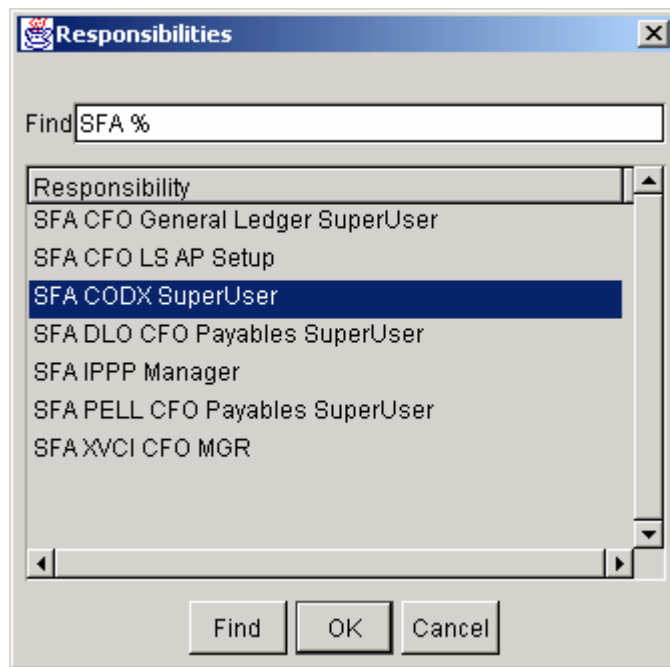 Responsibilities
Find SFA %
Responsibility
SFA CFO General Ledger SuperUser
SFA CFO LS AP Setup
SFA CODX SuperUser
SFA DLO CFO Payables SuperUser
SFA IPPP Manager
SFA PELL CFO Payables SuperUser
SFA XVCI CFO MGR
Find OK Cancel